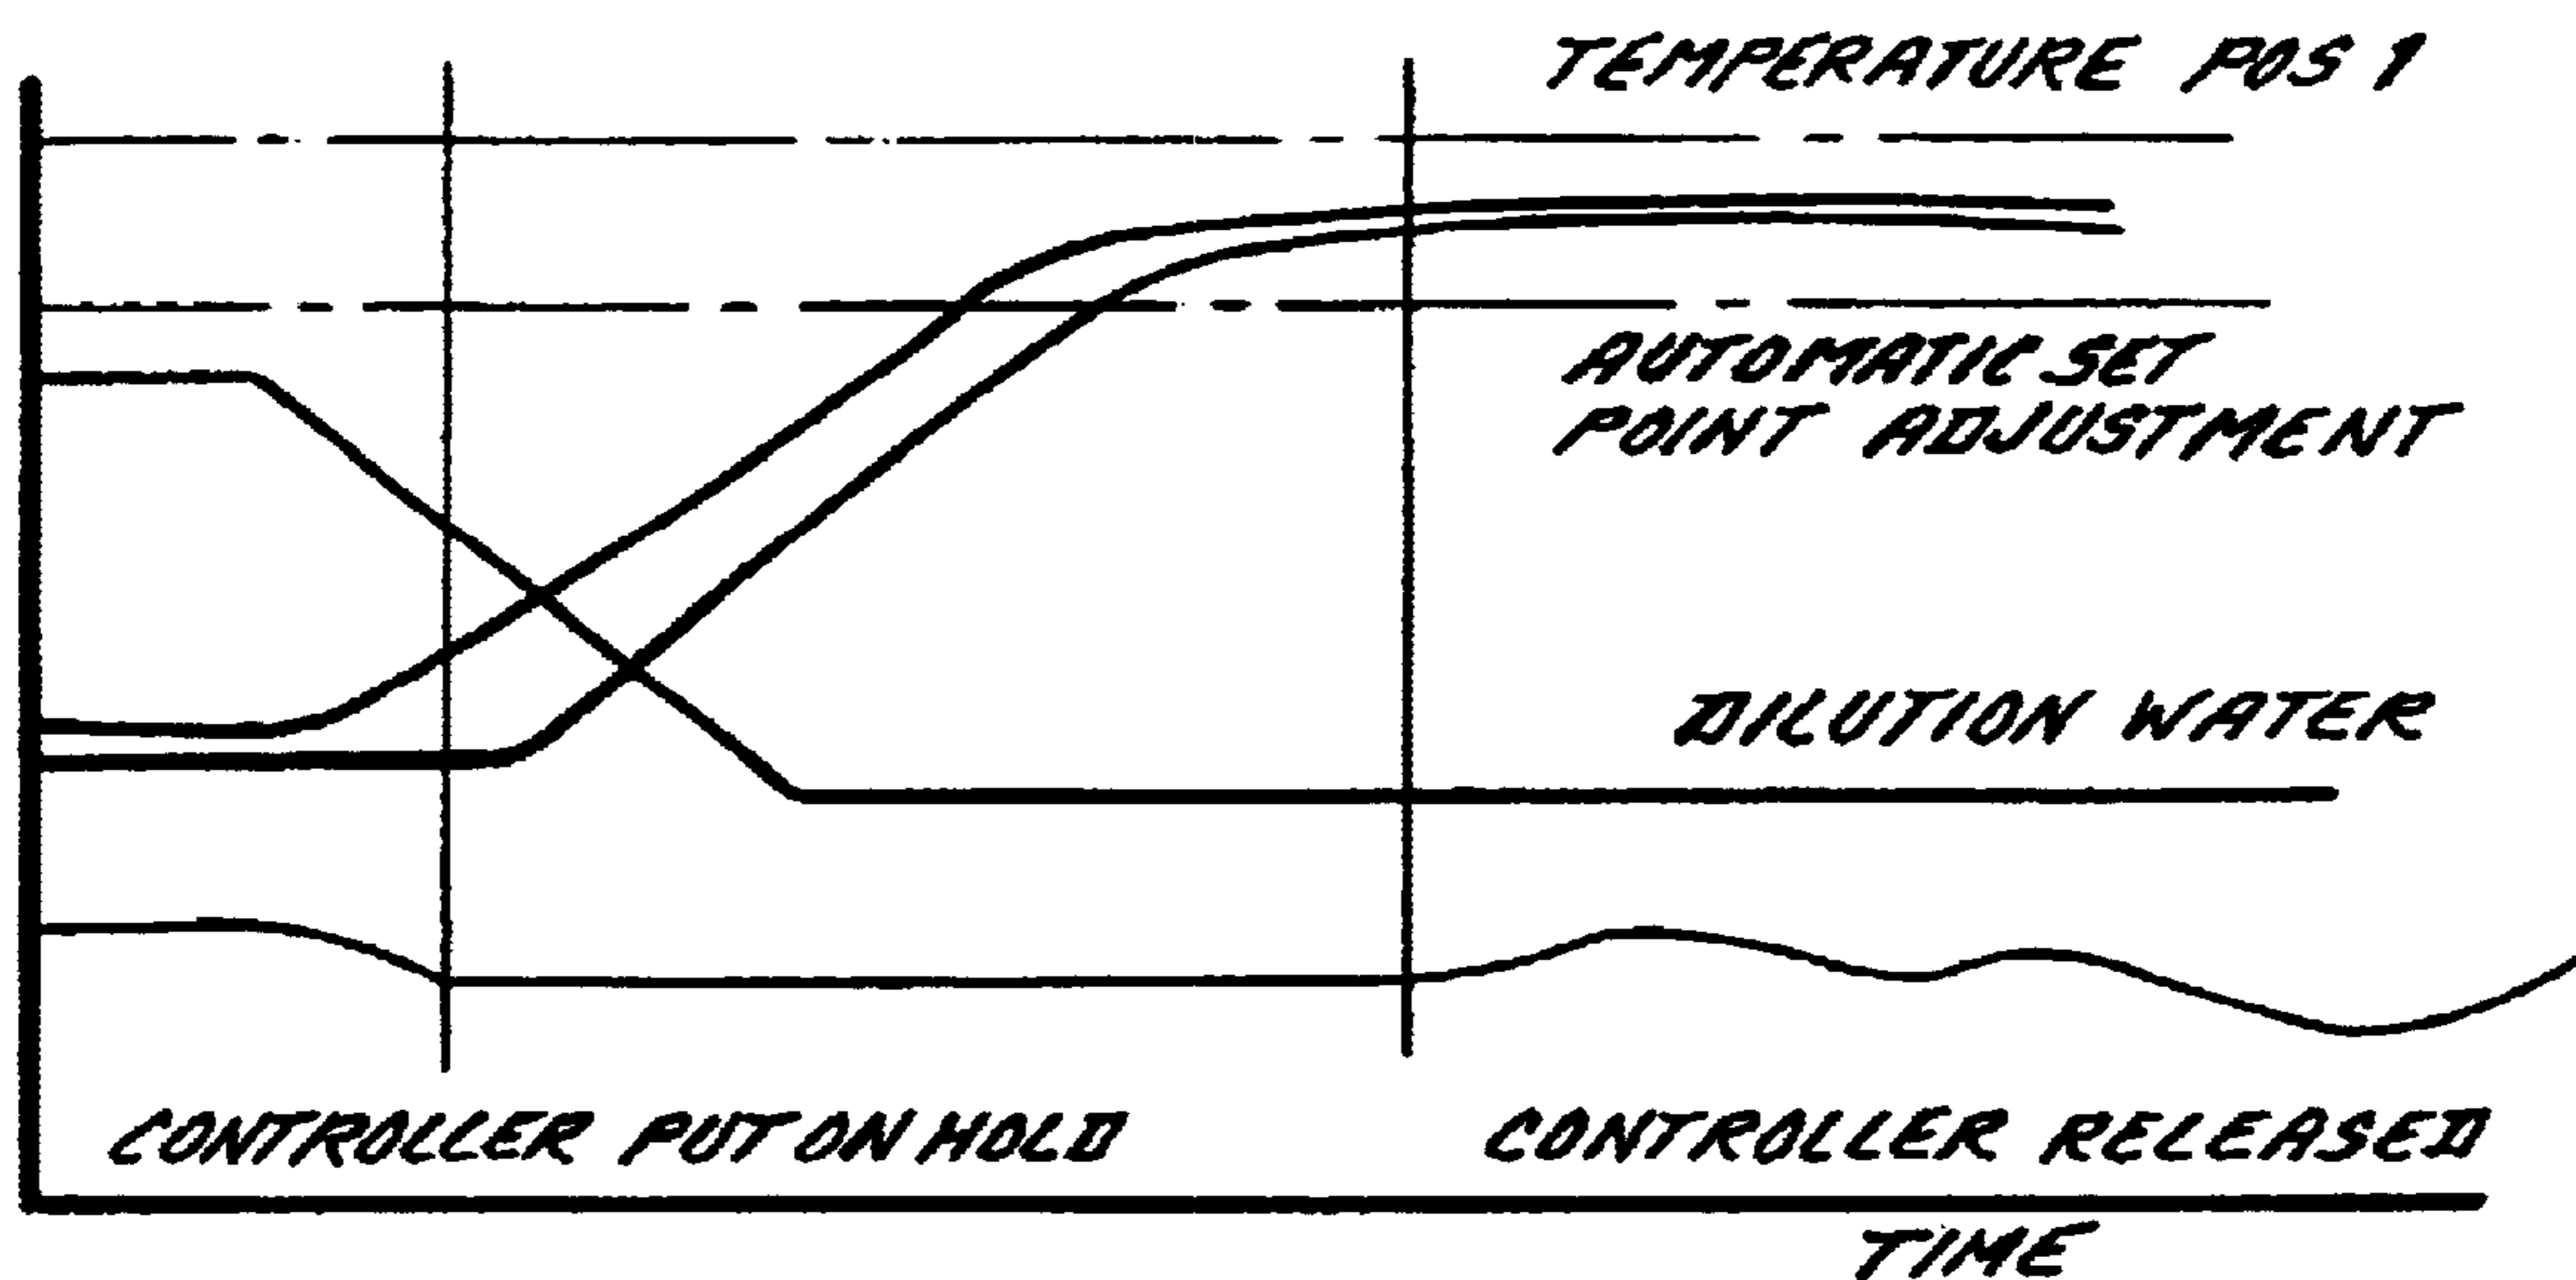 TEMPERATURE POS 1
AUTOMATIC SET
POINT ADJUSTMENT
DILUTION WATER
CONTROLLER PUT ON HOLD
CONTROLLER RELEASED
TIME